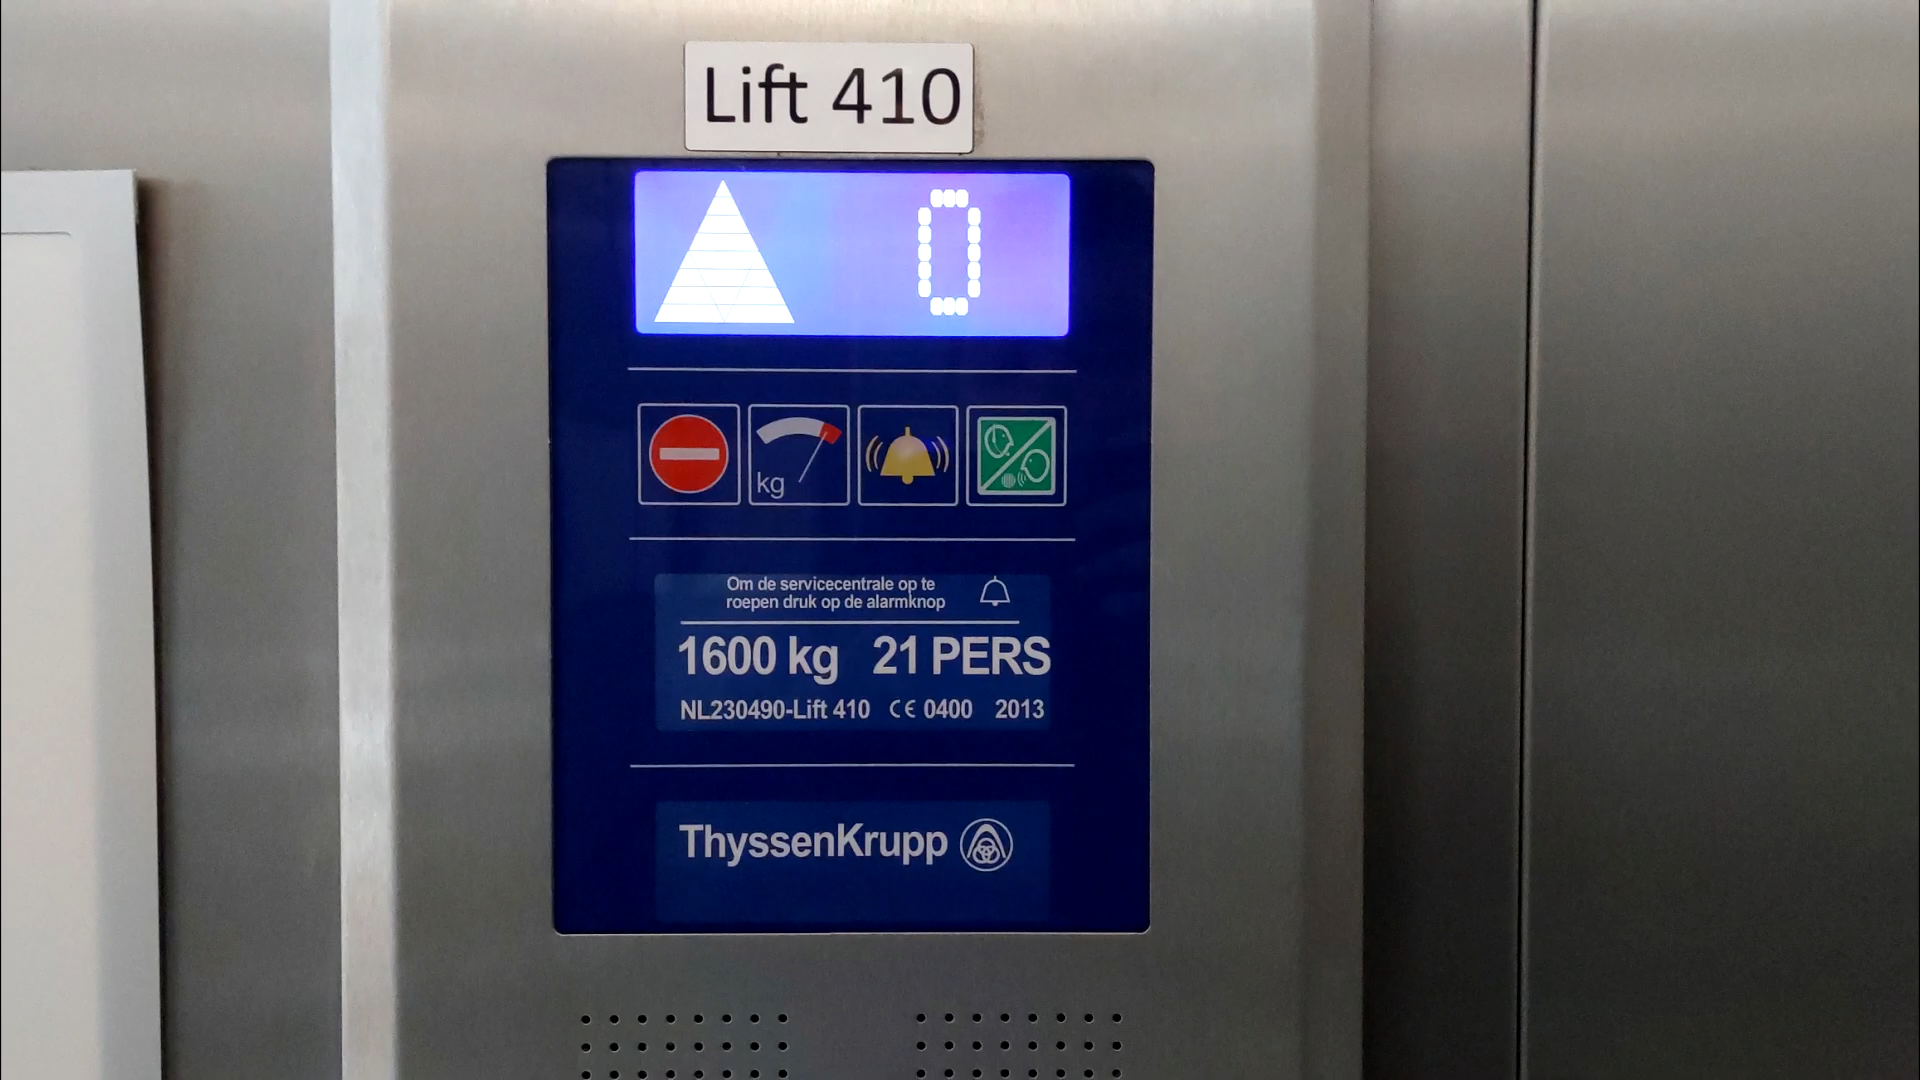 Lift 410
0
kg
Om de servicecentrale op te
roepen druk op de alarmknop
1600 kg 21 PERS
NL230490-Lift 410 CE 0400 2013
ThyssenKrupp